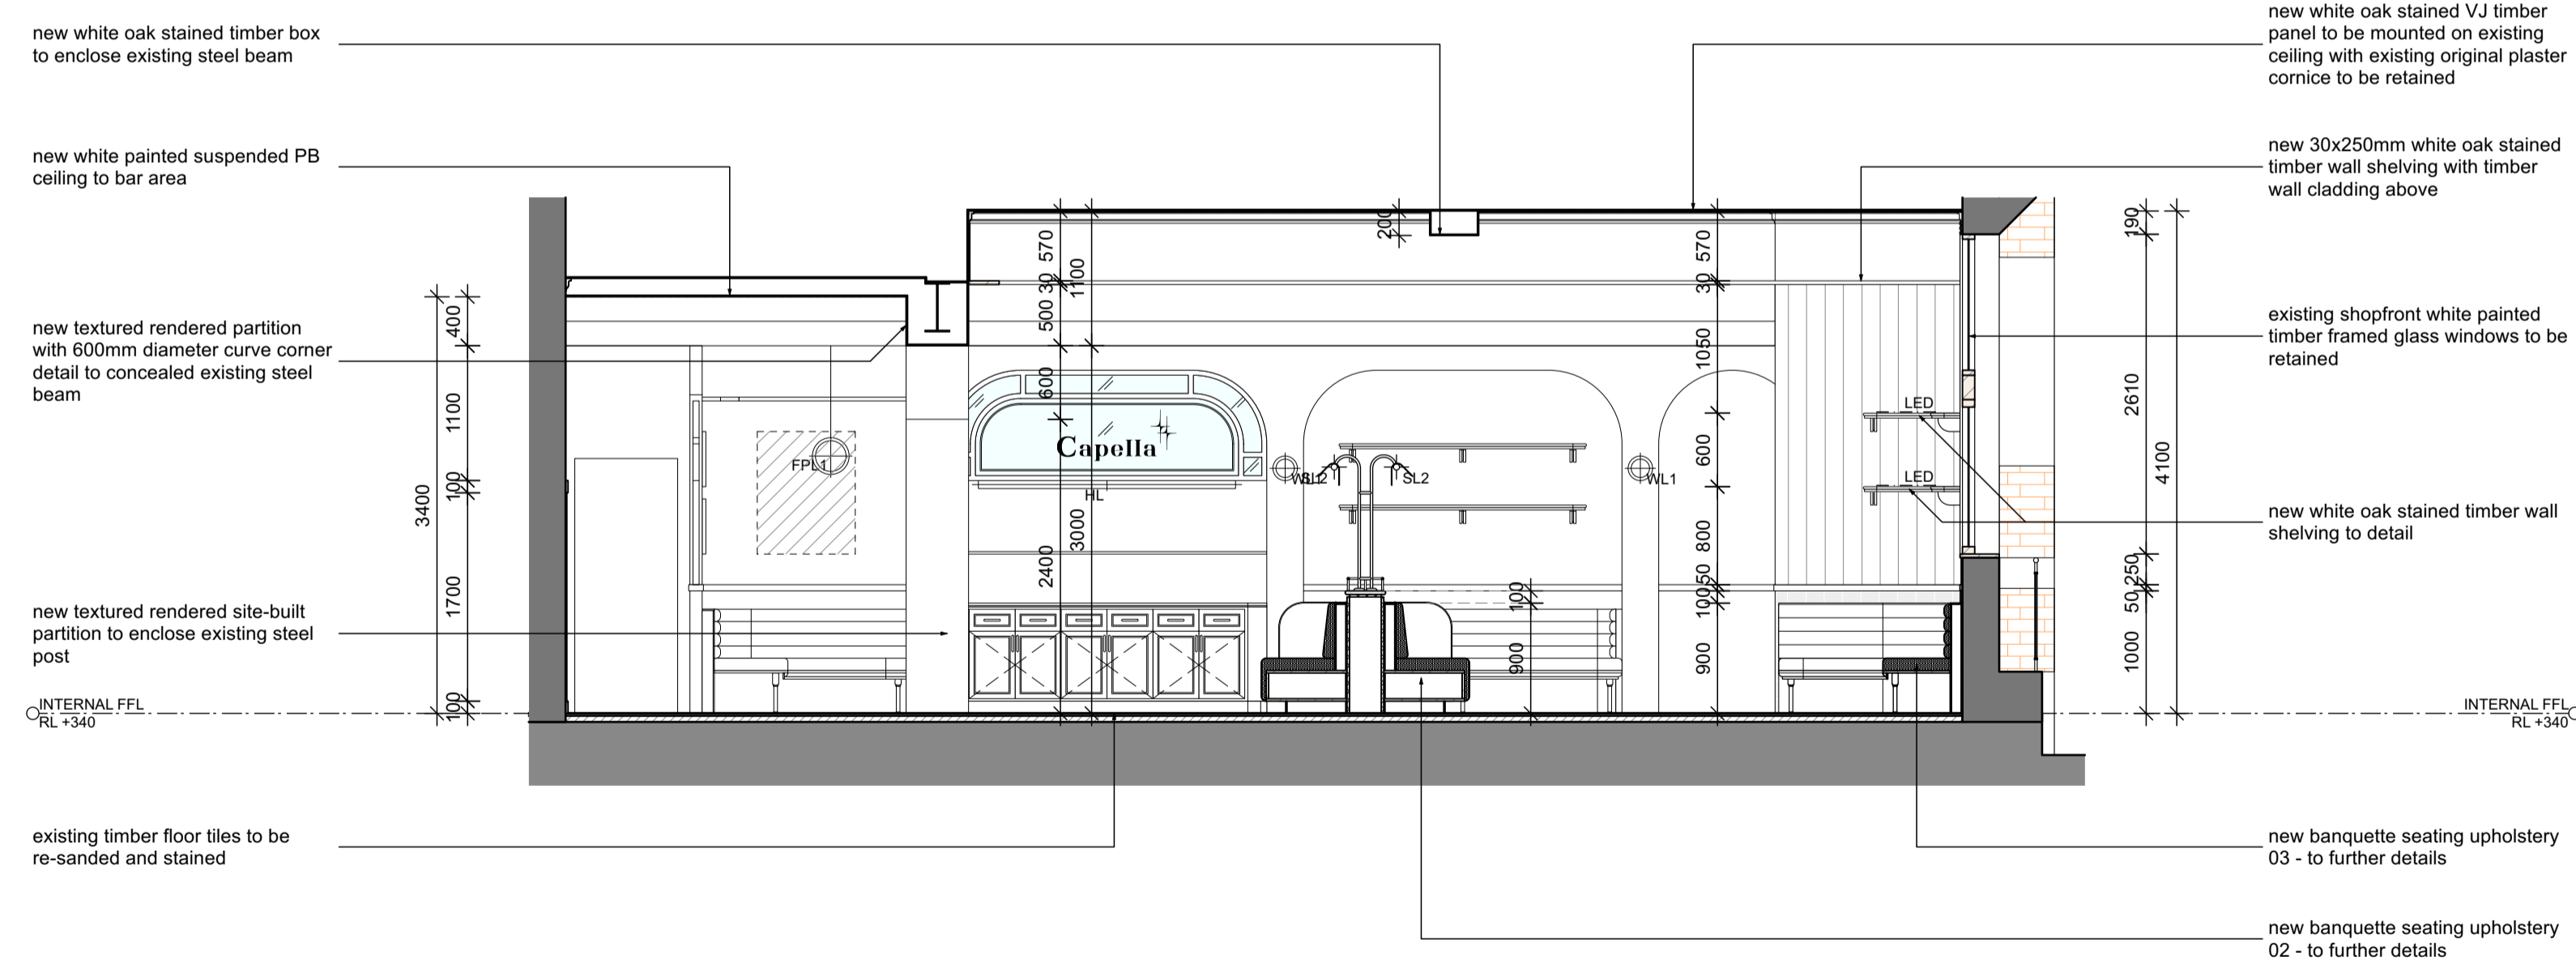 new white oak stained timber box
to enclose existing steel beam
new white painted suspended PB
ceiling to bar area
new textured rendered partition
with 600mm diameter curve corner
detail to concealed existing steel
beam
new textured rendered site-built
partition to enclose existing steel
post
INTERNAL FFL
RL +340
existing timber floor tiles to be
re-sanded and stained
3400
400
1100
100
1700
100
FPL1
570
30
500
600
2400
1100
3000
Capella
HL
200
WL1
SL2
SL2
WL1
100
900
570
30
1050
600
800
50
100
900
LED
LED
190
2610
250
50
1000
4100
new white oak stained VJ timber
panel to be mounted on existing
ceiling with existing original plaster
cornice to be retained
new 30x250mm white oak stained
timber wall shelving with timber
wall cladding above
existing shopfront white painted
timber framed glass windows to be
retained
new white oak stained timber wall
shelving to detail
INTERNAL FFL
RL +340
new banquette seating upholstery
03 - to further details
new banquette seating upholstery
02 - to further details